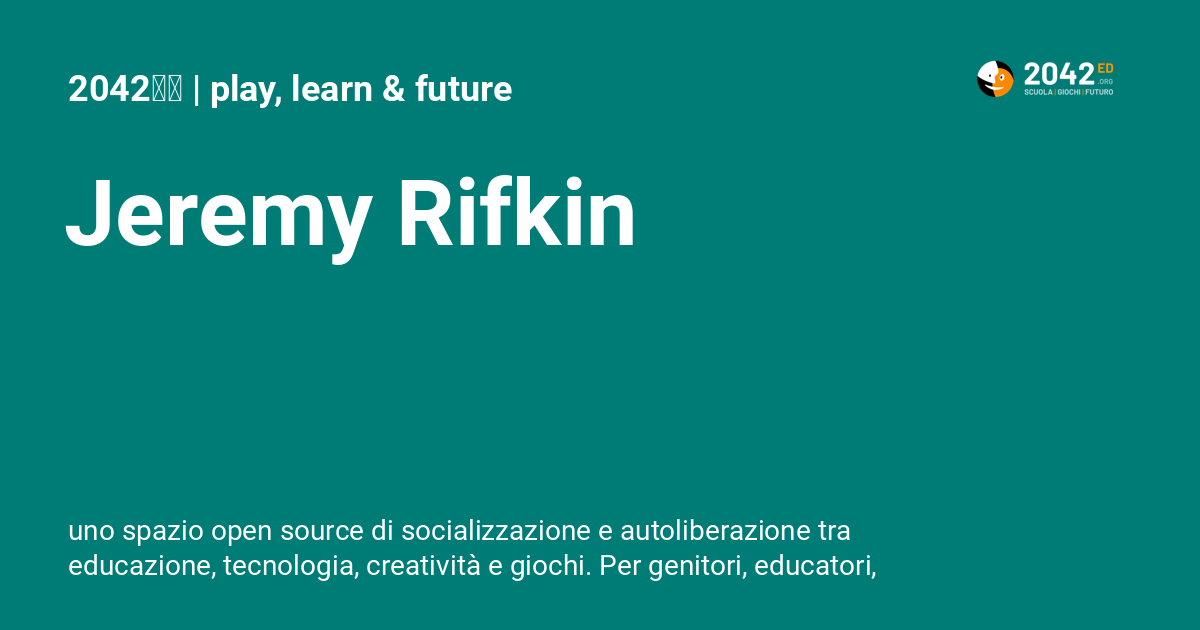 2042 | play, learn & future
2042 ED
.ORG
SCUOLA | GIOCHI | FUTURO
Jeremy Rifkin
uno spazio open source di socializzazione e autoliberazione tra
educazione, tecnologia, creatività e giochi. Per genitori, educatori,